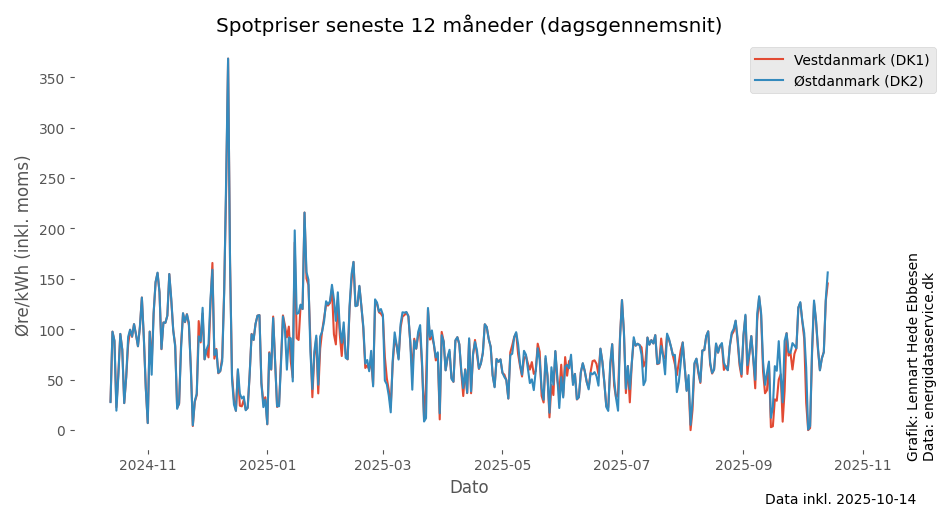 Spotpriser seneste 12 måneder (dagsgennemsnit)
Vestdanmark (DK1)
Østdanmark (DK2)
Øre/kWh (inkl. moms)
350
300
250
200
150
100
50
0
2024-11
2025-01
2025-03
2025-05
2025-07
2025-09
2025-11
Dato
Grafik: Lennart Hede Ebbesen
Data: energidataservice.dk
Data inkl. 2025-10-14